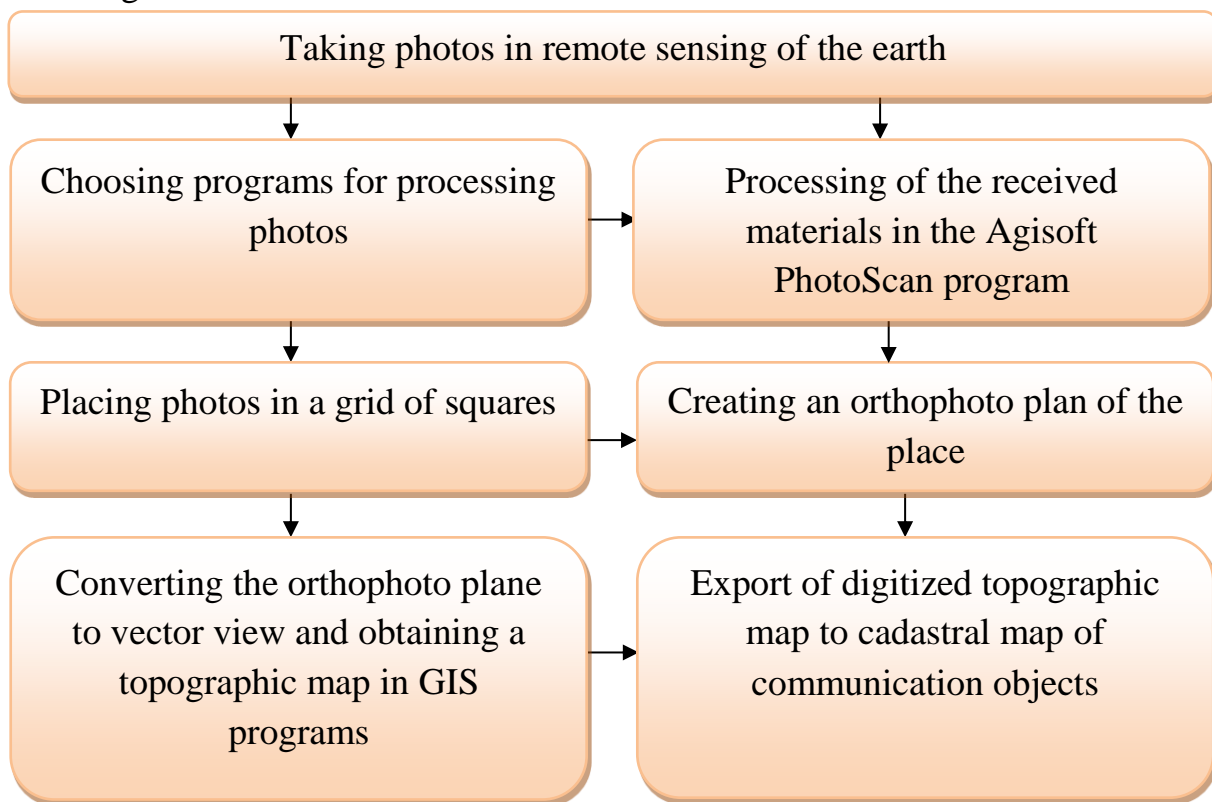 Taking photos in remote sensing of the earth
Choosing programs for processing
photos
Processing of the received
materials in the Agisoft
PhotoScan program
Placing photos in a grid of squares
Creating an orthophoto plan of the
place
Converting the orthophoto plane
to vector view and obtaining a
topographic map in GIS
programs
Export of digitized topographic
map to cadastral map of
communication objects